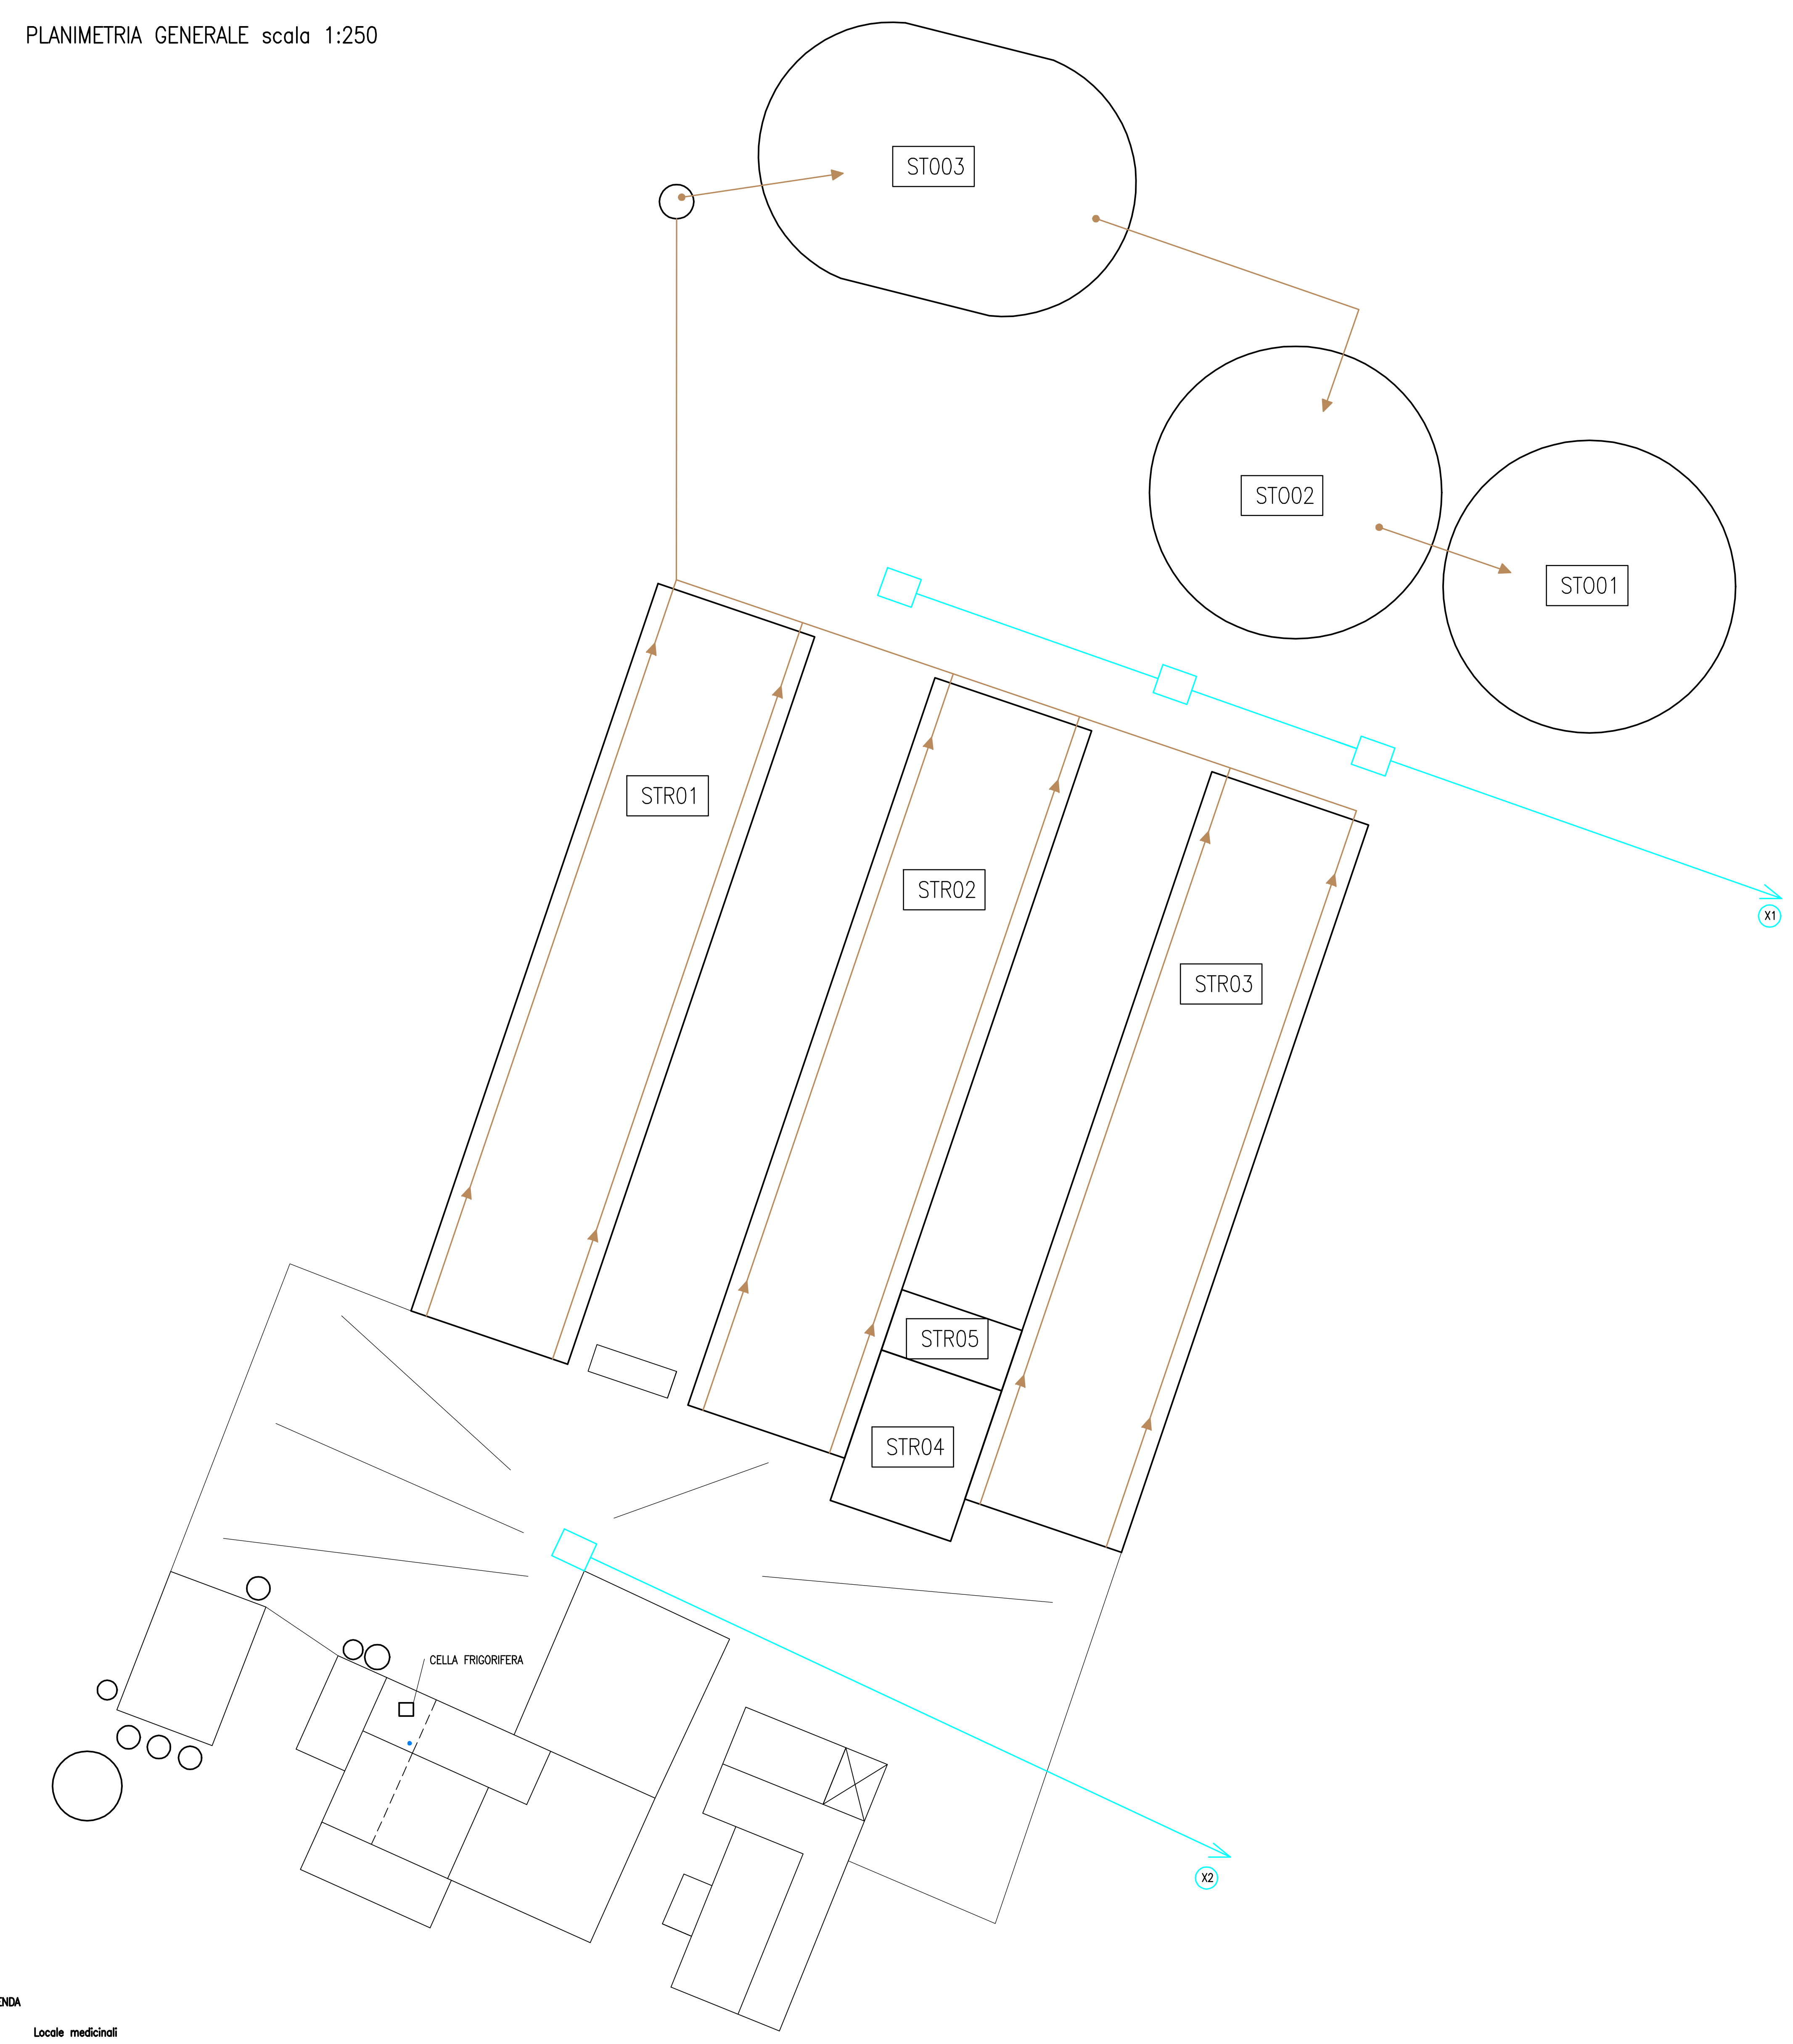 PLANIMETRIA GENERALE scala 1:250
ST003
ST002
ST001
STR01
STR02
X1
STR03
STR05
STR04
CELLA FRIGORIFERA
X2
ENDA
Locale medicinali